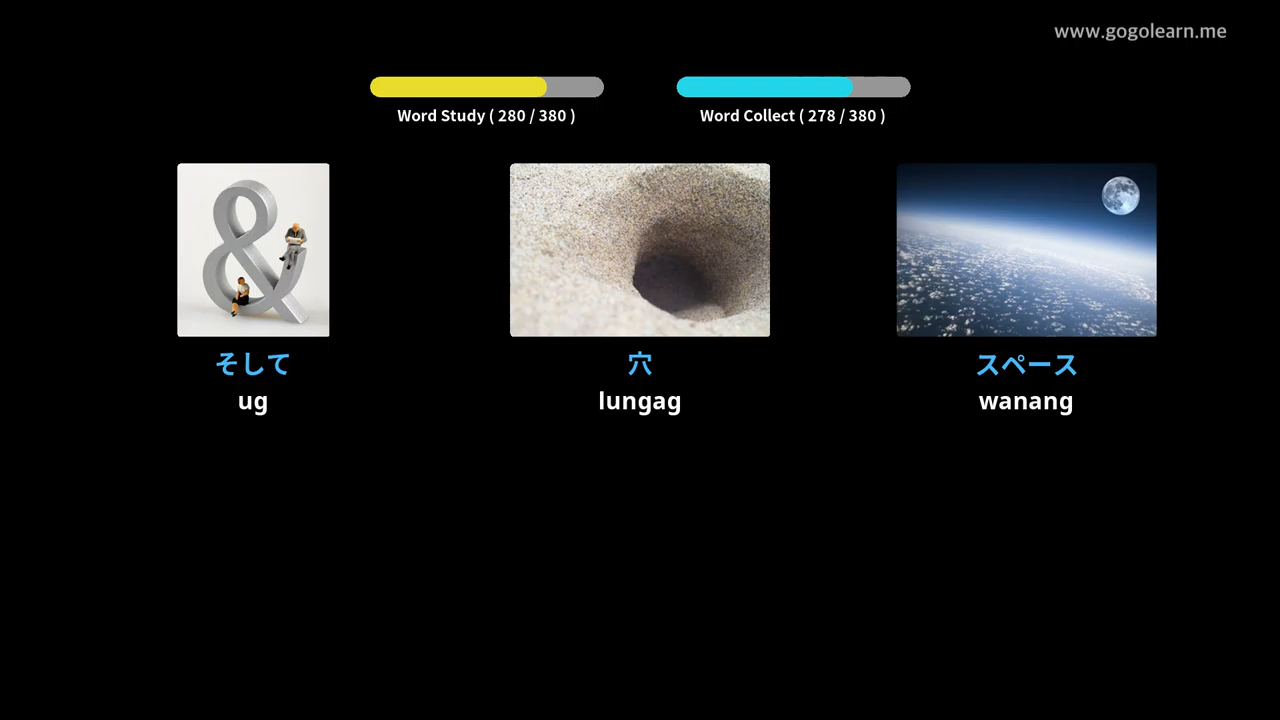 www.gogolearn.me
Word Study ( 280 / 380 )
Word Collect ( 278 / 380 )
そして
穴
スペース
ug
lungag
wanang